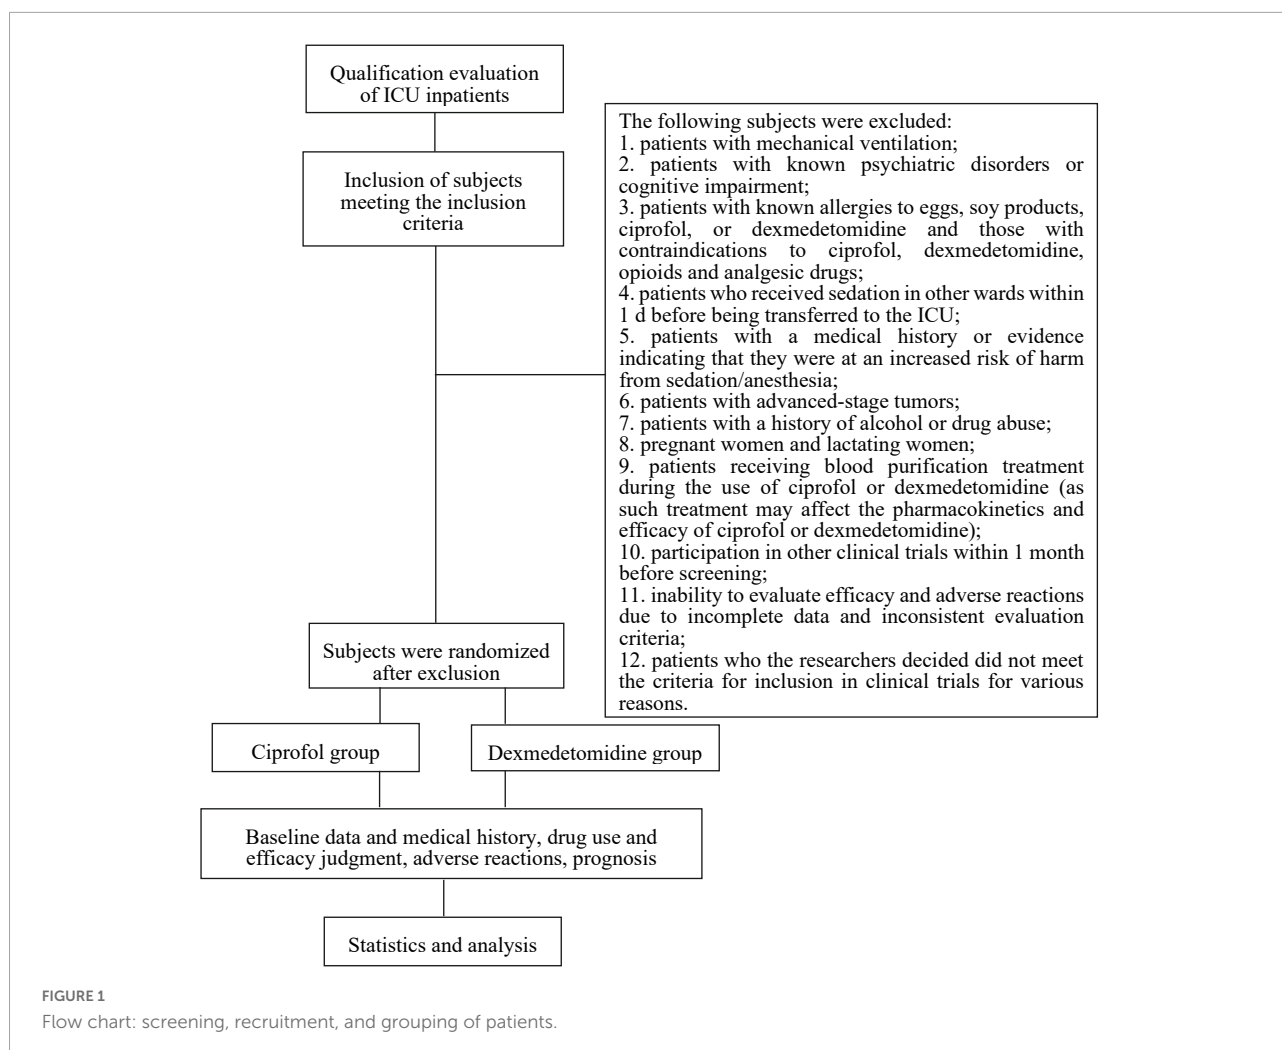 Qualification evaluation
of ICU inpatients
Inclusion of subjects
meeting the inclusion
criteria
The following subjects were excluded:
1. patients with mechanical ventilation;
2. patients with known psychiatric disorders or
cognitive impairment;
3. patients with known allergies to eggs, soy products,
ciprofol, or dexmedetomidine and those with
contraindications to ciprofol, dexmedetomidine,
opioids and analgesic drugs;
4. patients who received sedation in other wards within
1 d before being transferred to the ICU;
5. patients with a medical history or evidence
indicating that they were at an increased risk of harm
from sedation/anesthesia;
6. patients with advanced-stage tumors;
7. patients with a history of alcohol or drug abuse;
8. pregnant women and lactating women;
9. patients receiving blood purification treatment
during the use of ciprofol or dexmedetomidine (as
such treatment may affect the pharmacokinetics and
efficacy of ciprofol or dexmedetomidine);
10. participation in other clinical trials within 1 month
before screening;
11. inability to evaluate efficacy and adverse reactions
due to incomplete data and inconsistent evaluation
criteria;
12. patients who the researchers decided did not meet
the criteria for inclusion in clinical trials for various
reasons.
Subjects were randomized
after exclusion
Ciprofol group
Dexmedetomidine group
Baseline data and medical history, drug use and
efficacy judgment, adverse reactions, prognosis
Statistics and analysis
FIGURE 1
Flow chart: screening, recruitment, and grouping of patients.